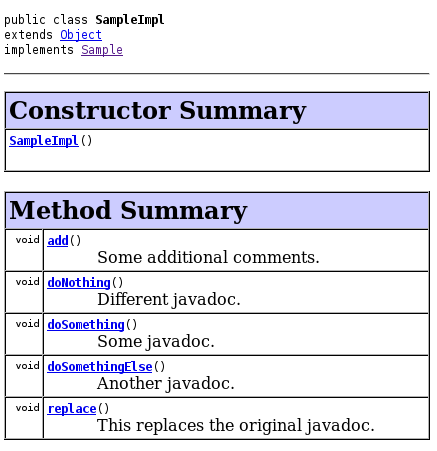 public class SampleImpl
extends Object
implements Sample
Constructor Summary
SampleImpl()
Method Summary
void add()
Some additional comments.
void doNothing()
Different javadoc.
void doSomething()
Some javadoc.
void doSomethingElse()
Another javadoc.
void replace()
This replaces the original javadoc.